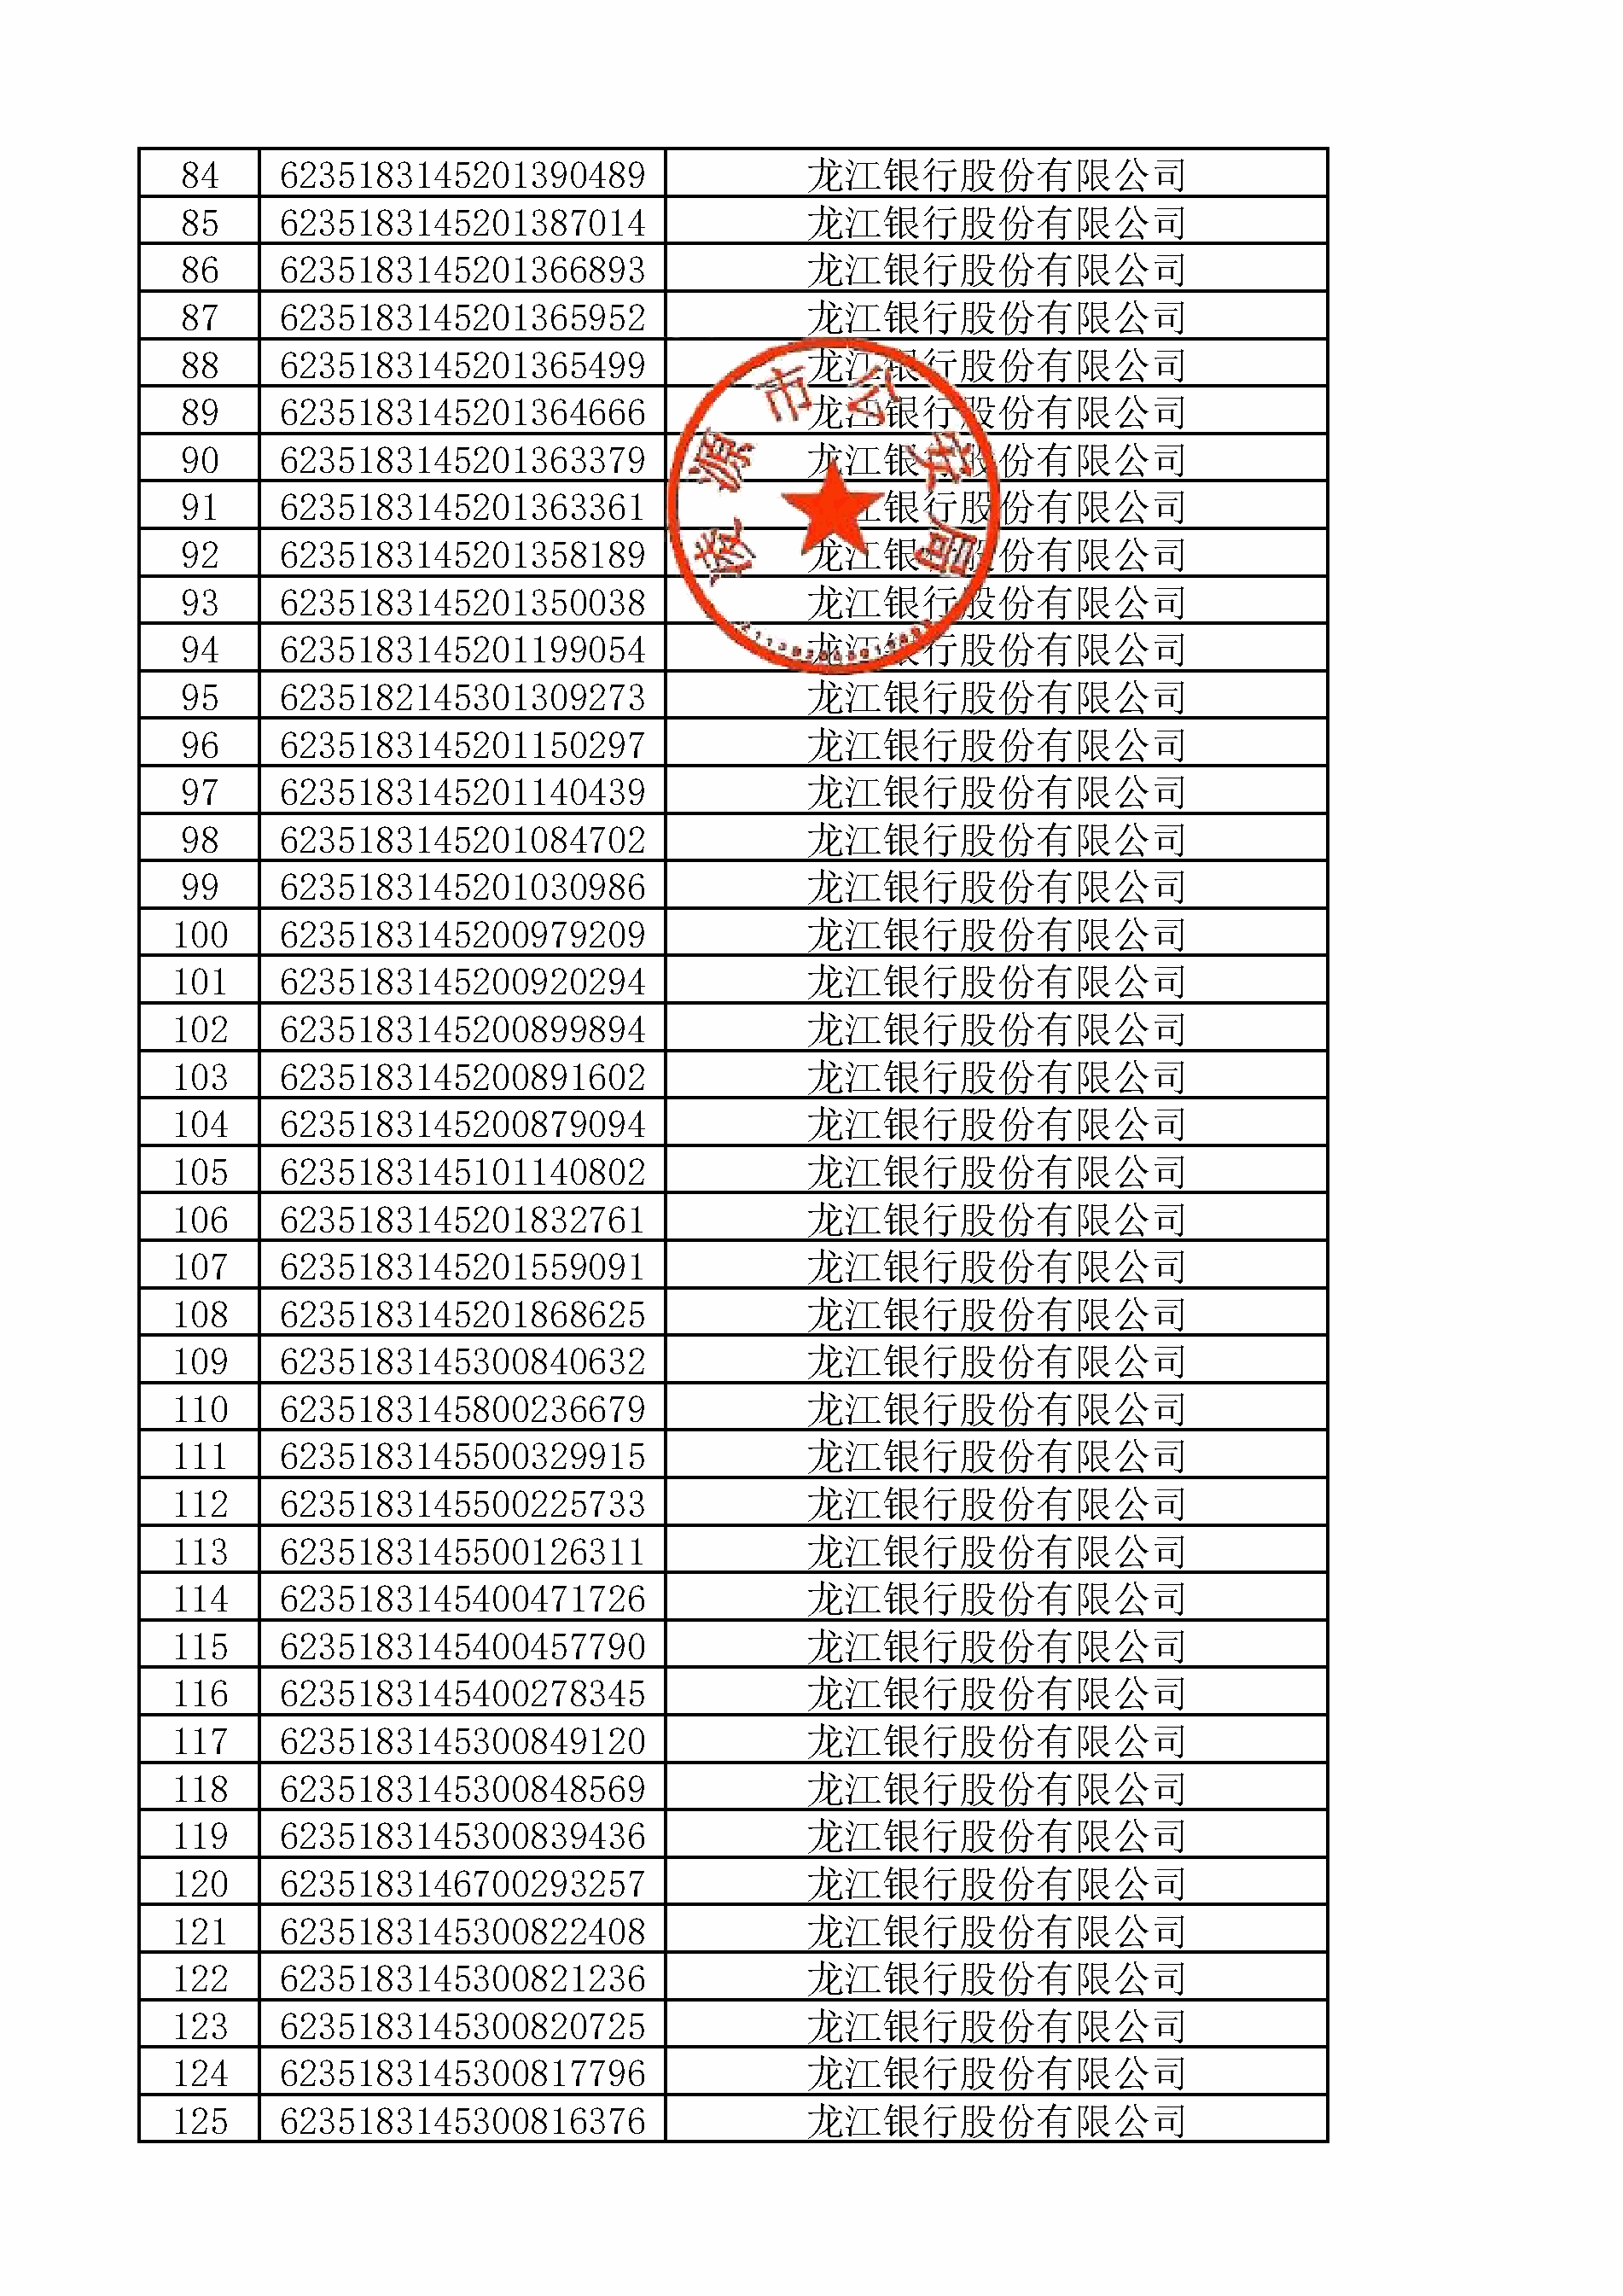 84 6235183145201390489 龙江银行股份有限公司
85 6235183145201387014 龙江银行股份有限公司
86 6235183145201366893 龙江银行股份有限公司
87 6235183145201365952 龙江银行股份有限公司
88 6235183145201365499 龙江银行股份有限公司
89 6235183145201364666 龙江银行股份有限公司
90 6235183145201363379 龙江银行股份有限公司
91 6235183145201363361 龙江银行股份有限公司
92 6235183145201358189 龙江银行股份有限公司
93 6235183145201350038 龙江银行股份有限公司
94 6235183145201199054 龙江银行股份有限公司
95 6235182145301309273 龙江银行股份有限公司
96 6235183145201150297 龙江银行股份有限公司
97 6235183145201140439 龙江银行股份有限公司
98 6235183145201084702 龙江银行股份有限公司
99 6235183145201030986 龙江银行股份有限公司
100 6235183145200979209 龙江银行股份有限公司
101 6235183145200920294 龙江银行股份有限公司
102 6235183145200899894 龙江银行股份有限公司
103 6235183145200891602 龙江银行股份有限公司
104 6235183145200879094 龙江银行股份有限公司
105 6235183145101140802 龙江银行股份有限公司
106 6235183145201832761 龙江银行股份有限公司
107 6235183145201559091 龙江银行股份有限公司
108 6235183145201868625 龙江银行股份有限公司
109 6235183145300840632 龙江银行股份有限公司
110 6235183145800236679 龙江银行股份有限公司
111 6235183145500329915 龙江银行股份有限公司
112 6235183145500225733 龙江银行股份有限公司
113 6235183145500126311 龙江银行股份有限公司
114 6235183145400471726 龙江银行股份有限公司
115 6235183145400457790 龙江银行股份有限公司
116 6235183145400278345 龙江银行股份有限公司
117 6235183145300849120 龙江银行股份有限公司
118 6235183145300848569 龙江银行股份有限公司
119 6235183145300839436 龙江银行股份有限公司
120 6235183146700293257 龙江银行股份有限公司
121 6235183145300822408 龙江银行股份有限公司
122 6235183145300821236 龙江银行股份有限公司
123 6235183145300820725 龙江银行股份有限公司
124 6235183145300817796 龙江银行股份有限公司
125 6235183145300816376 龙江银行股份有限公司
凌源市公安局